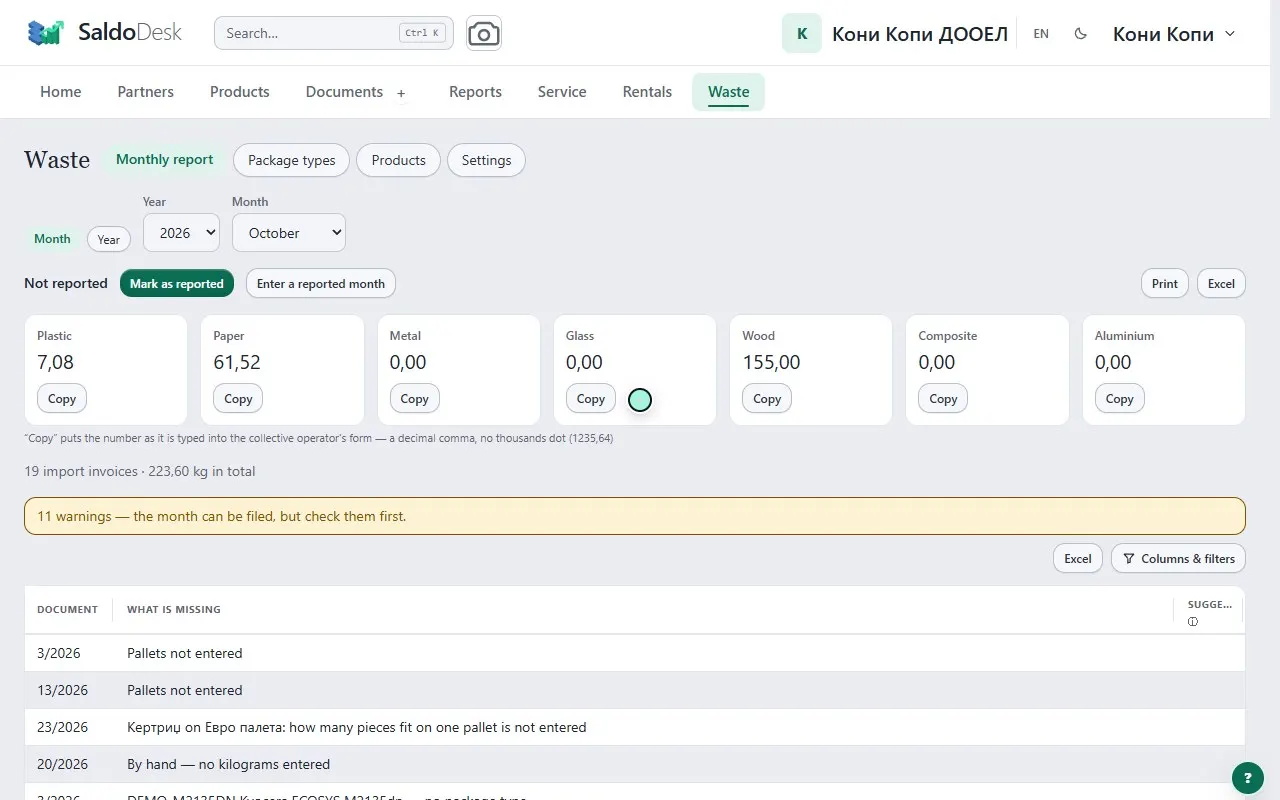 SaldoDesk
Search... Ctrl K
K Кони Копи ДООЕЛ EN Кони Копи
Home Partners Products Documents + Reports Service Rentals Waste
Waste Monthly report Package types Products Settings
Year Month
Month Year 2026 October
Not reported Mark as reported Enter a reported month Print Excel
Plastic Paper Metal Glass Wood Composite Aluminium
7,08 61,52 0,00 0,00 155,00 0,00 0,00
Copy Copy Copy Copy Copy Copy Copy
“Copy” puts the number as it is typed into the collective operator's form — a decimal comma, no thousands dot (1235,64)
19 import invoices · 223,60 kg in total
11 warnings — the month can be filed, but check them first.
Excel Columns & filters
DOCUMENT WHAT IS MISSING SUGGE...
3/2026 Pallets not entered
13/2026 Pallets not entered
23/2026 Кертриџ on Евро палета: how many pieces fit on one pallet is not entered
20/2026 By hand — no kilograms entered
?